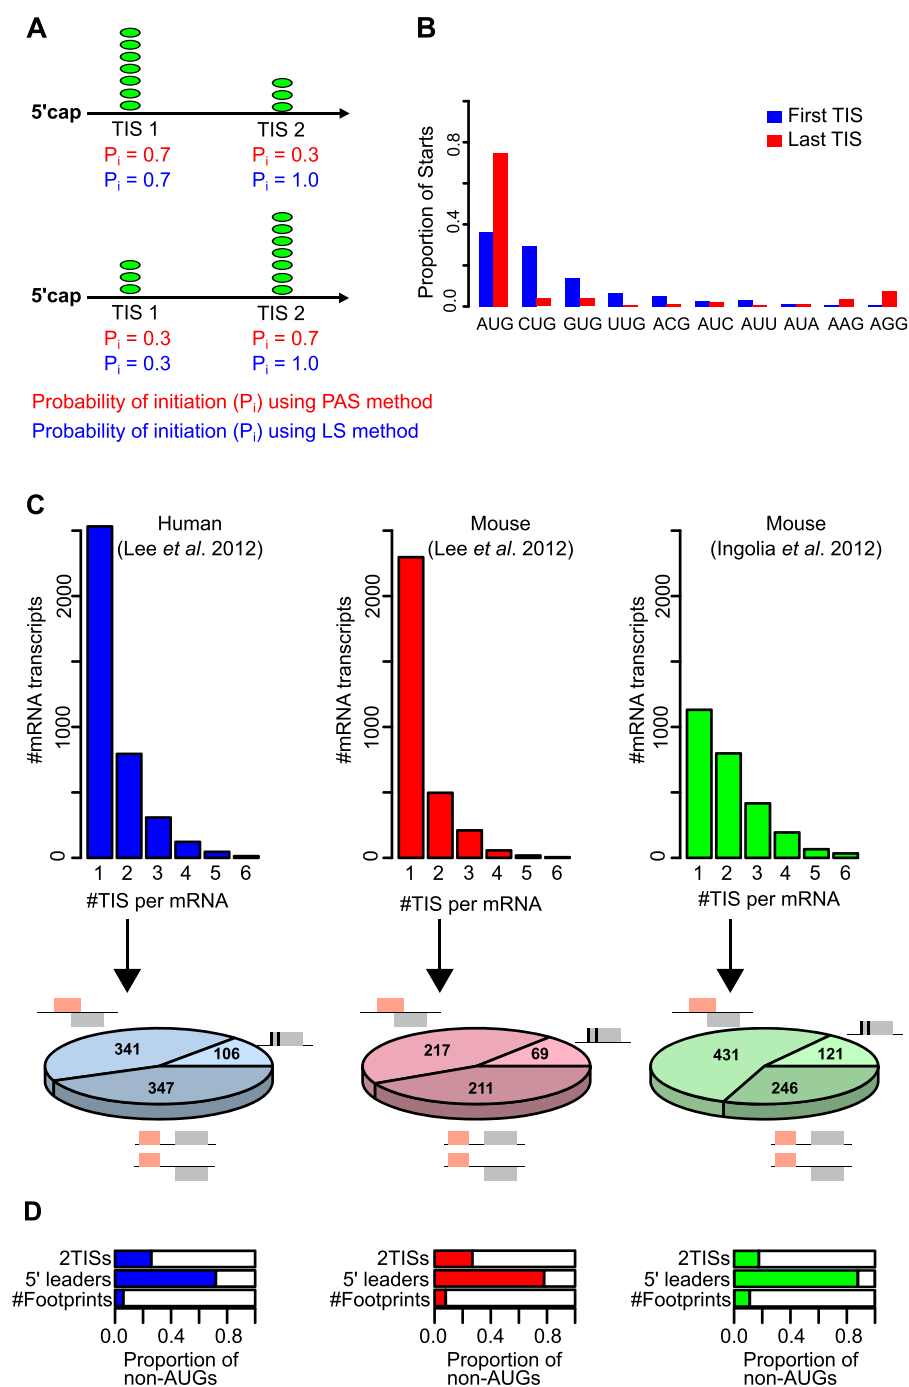 A
5'cap
TIS 1
TIS 2
Pi = 0.7
Pi = 0.3
Pi = 0.7
Pi = 1.0
5'cap
TIS 1
TIS 2
Pi = 0.3
Pi = 0.7
Pi = 0.3
Pi = 1.0
Probability of initiation (Pi) using PAS method
Probability of initiation (Pi) using LS method
B
Proportion of Starts
0.0
0.4
0.8
First TIS
Last TIS
AUG CUG GUG UUG ACG AUC AUU AUA AAG AGG
C
Human
(Lee et al. 2012)
#mRNA transcripts
0
1000
2000
1 2 3 4 5 6
#TIS per mRNA
341
106
347
Mouse
(Lee et al. 2012)
#mRNA transcripts
0
1000
2000
1 2 3 4 5 6
#TIS per mRNA
217
69
211
Mouse
(Ingolia et al. 2012)
#mRNA transcripts
0
1000
2000
1 2 3 4 5 6
#TIS per mRNA
431
121
246
D
2TISs
5' leaders
#Footprints
0.0 0.4 0.8
Proportion of
non-AUGs
2TISs
5' leaders
#Footprints
0.0 0.4 0.8
Proportion of
non-AUGs
2TISs
5' leaders
#Footprints
0.0 0.4 0.8
Proportion of
non-AUGs